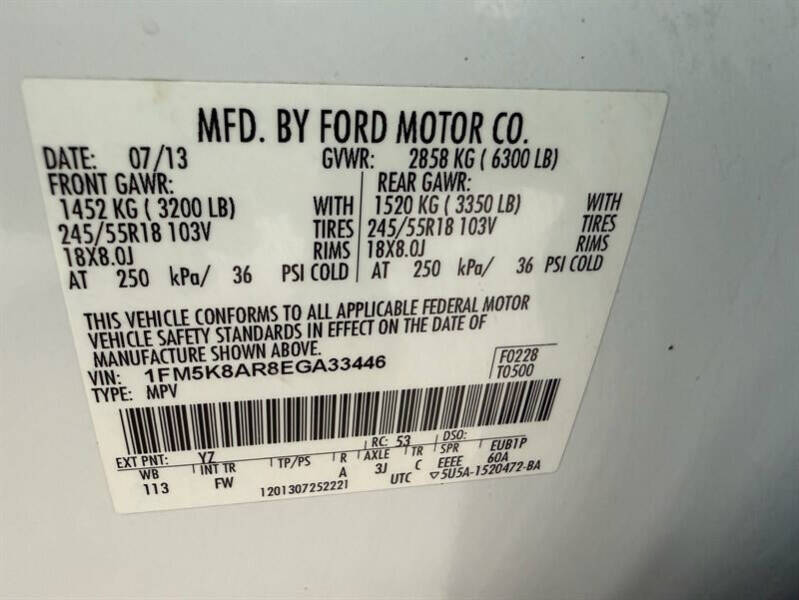 MFD. BY FORD MOTOR CO.
DATE: 07/13 GVWR: 2858 KG ( 6300 LB)
FRONT GAWR: REAR GAWR:
1452 KG ( 3200 LB) WITH 1520 KG ( 3350 LB) WITH
245/55R18 103V TIRES 245/55R18 103V TIRES
18X8.0J RIMS 18X8.0J RIMS
AT 250 kPa/ 36 PSI COLD AT 250 kPa/ 36 PSI COLD
THIS VEHICLE CONFORMS TO ALL APPLICABLE FEDERAL MOTOR
VEHICLE SAFETY STANDARDS IN EFFECT ON THE DATE OF
MANUFACTURE SHOWN ABOVE.
VIN: 1FM5K8AR8EGA33446 F0228
TYPE: MPV T0500
EXT PNT: YZ RC: 53 DSO:
WB INT TR TP/PS R AXLE TR SPR EUB1P
113 FW A 3J C EEEE 60A
1201307252221 UTC ▽5U5A-1520472-BA